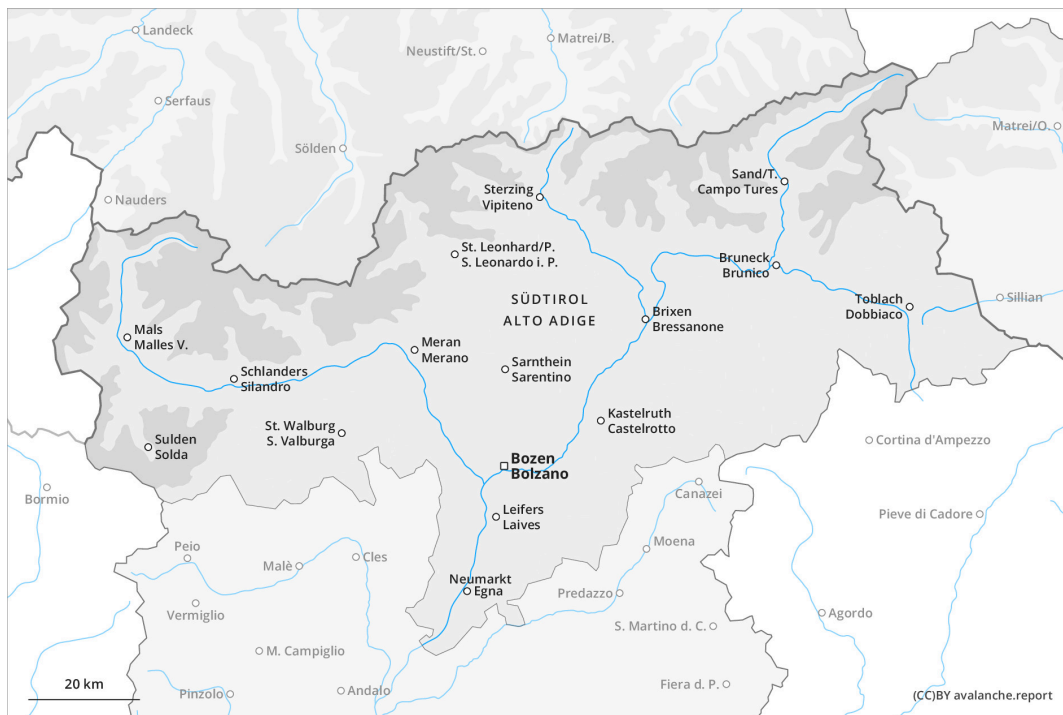 Landeck
Matrei/B.
Neustift/St.
Serfaus
Matrei/O.
Sölden
Sand/T.
Campo Tures
Sterzing
Vipiteno
Nauders
St. Leonhard/P.
S. Leonardo i. P.
Bruneck
Brunico
SÜDTIROL
ALTO ADIGE
Toblach
Dobbiaco
Sillian
Brixen
Bressanone
Mals
Malles V.
Meran
Merano
Sarnthein
Sarentino
Schlanders
Silandro
Kastelruth
Castelrotto
St. Walburg
S. Valburga
Sulden
Solda
Cortina d'Ampezzo
Bozen
Bolzano
Bormio
Canazei
Leifers
Laives
Pieve di Cadore
Peio
Moena
Malè
Cles
Neumarkt
Egna
Predazzo
Vermiglio
Agordo
S. Martino d. C.
M. Campiglio
20 km
Pinzolo
Andalo
Fiera d. P.
(CC)BY avalanche.report